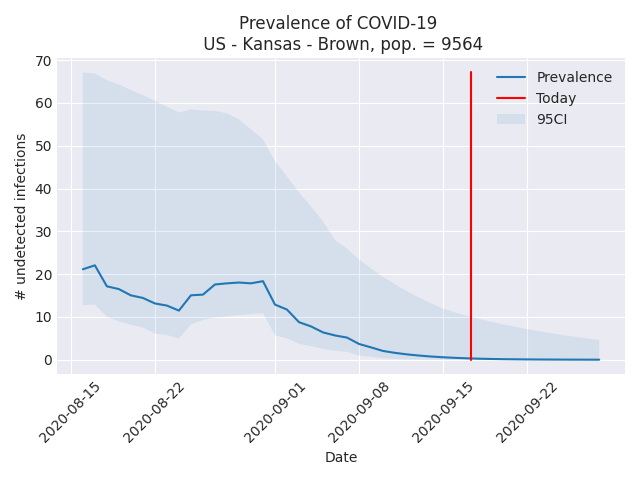 Prevalence of COVID-19
US - Kansas - Brown, pop. = 9564
70
60
50
40
30
20
10
0
# undetected infections
Prevalence
Today
95CI
2020-08-15
2020-08-22
2020-09-01
2020-09-08
2020-09-15
2020-09-22
Date